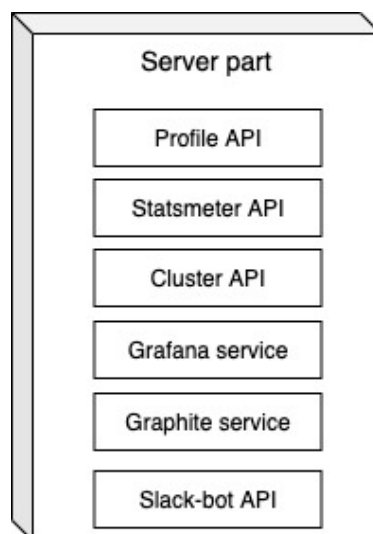 Server part
Profile API
Statsmeter API
Cluster API
Grafana service
Graphite service
Slack-bot API